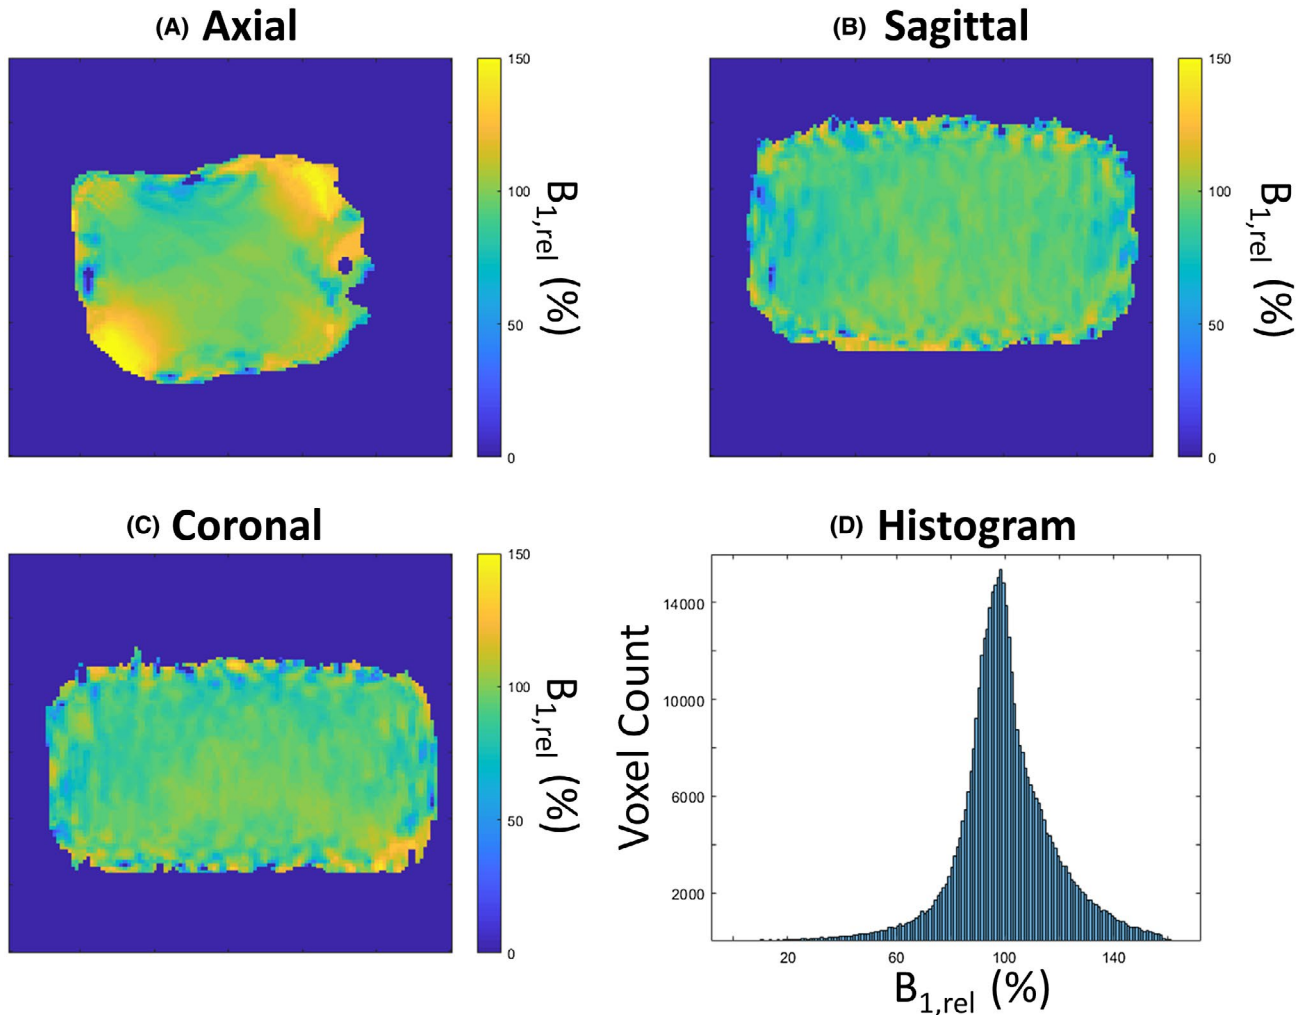 (A) Axial
150
100
50
0
B1,rel (%)
(B) Sagittal
150
100
50
0
B1,rel (%)
(C) Coronal
150
100
50
0
B1,rel (%)
(D) Histogram
Voxel Count
14000
10000
6000
2000
20 60 100 140
B1,rel (%)